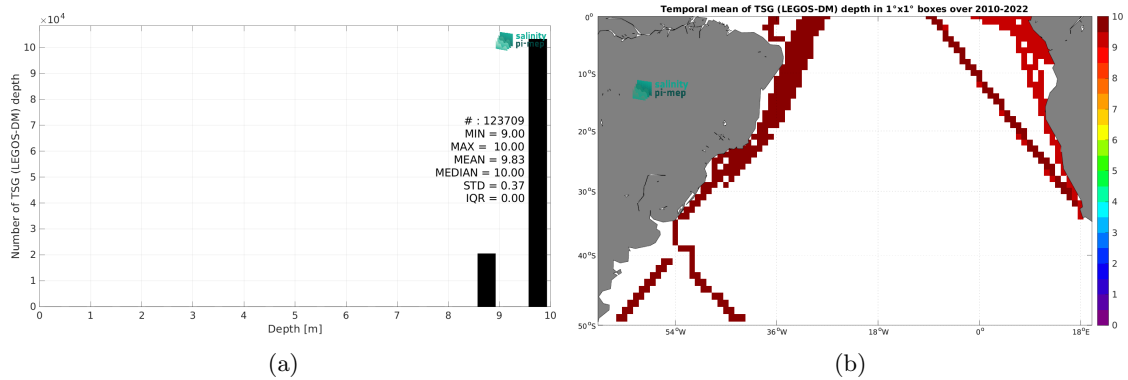 ×10⁴
10
9
8
7
6
5
4
3
2
1
0
Number of TSG (LEGOS-DM) depth
salinity
pi-mep
# : 123709
MIN = 9.00
MAX = 10.00
MEAN = 9.83
MEDIAN = 10.00
STD = 0.37
IQR = 0.00
0 1 2 3 4 5 6 7 8 9 10
Depth [m]
(a)
Temporal mean of TSG (LEGOS-DM) depth in 1°x1° boxes over 2010-2022
0°
10°S
20°S
30°S
40°S
50°S
salinity
pi-mep
54°W 36°W 18°W 0° 18°E
10
9
8
7
6
5
4
3
2
1
0
(b)